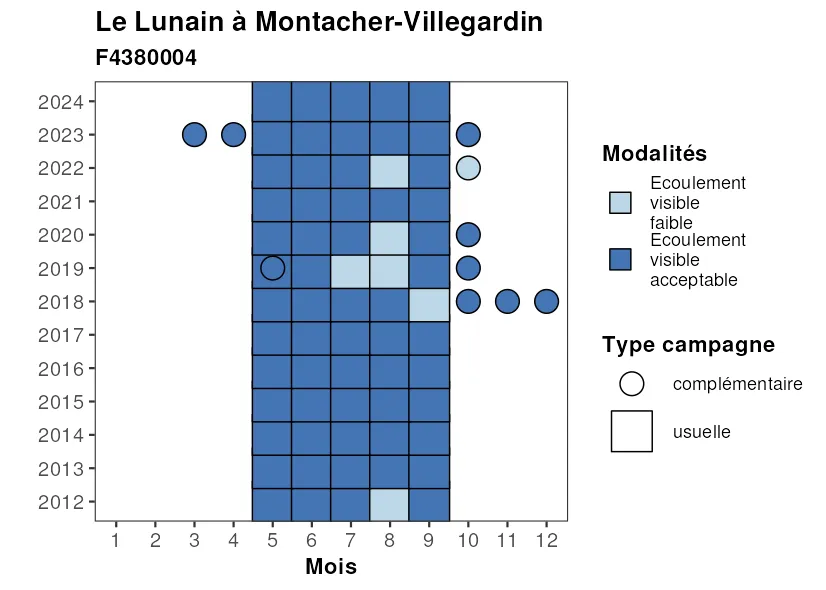 Le Lunain à Montacher-Villegardin
F4380004
2024
2023
2022
2021
2020
2019
2018
2017
2016
2015
2014
2013
2012
1 2 3 4 5 6 7 8 9 10 11 12
Mois
Modalités
Ecoulement
visible
faible
Ecoulement
visible
acceptable
Type campagne
complémentaire
usuelle